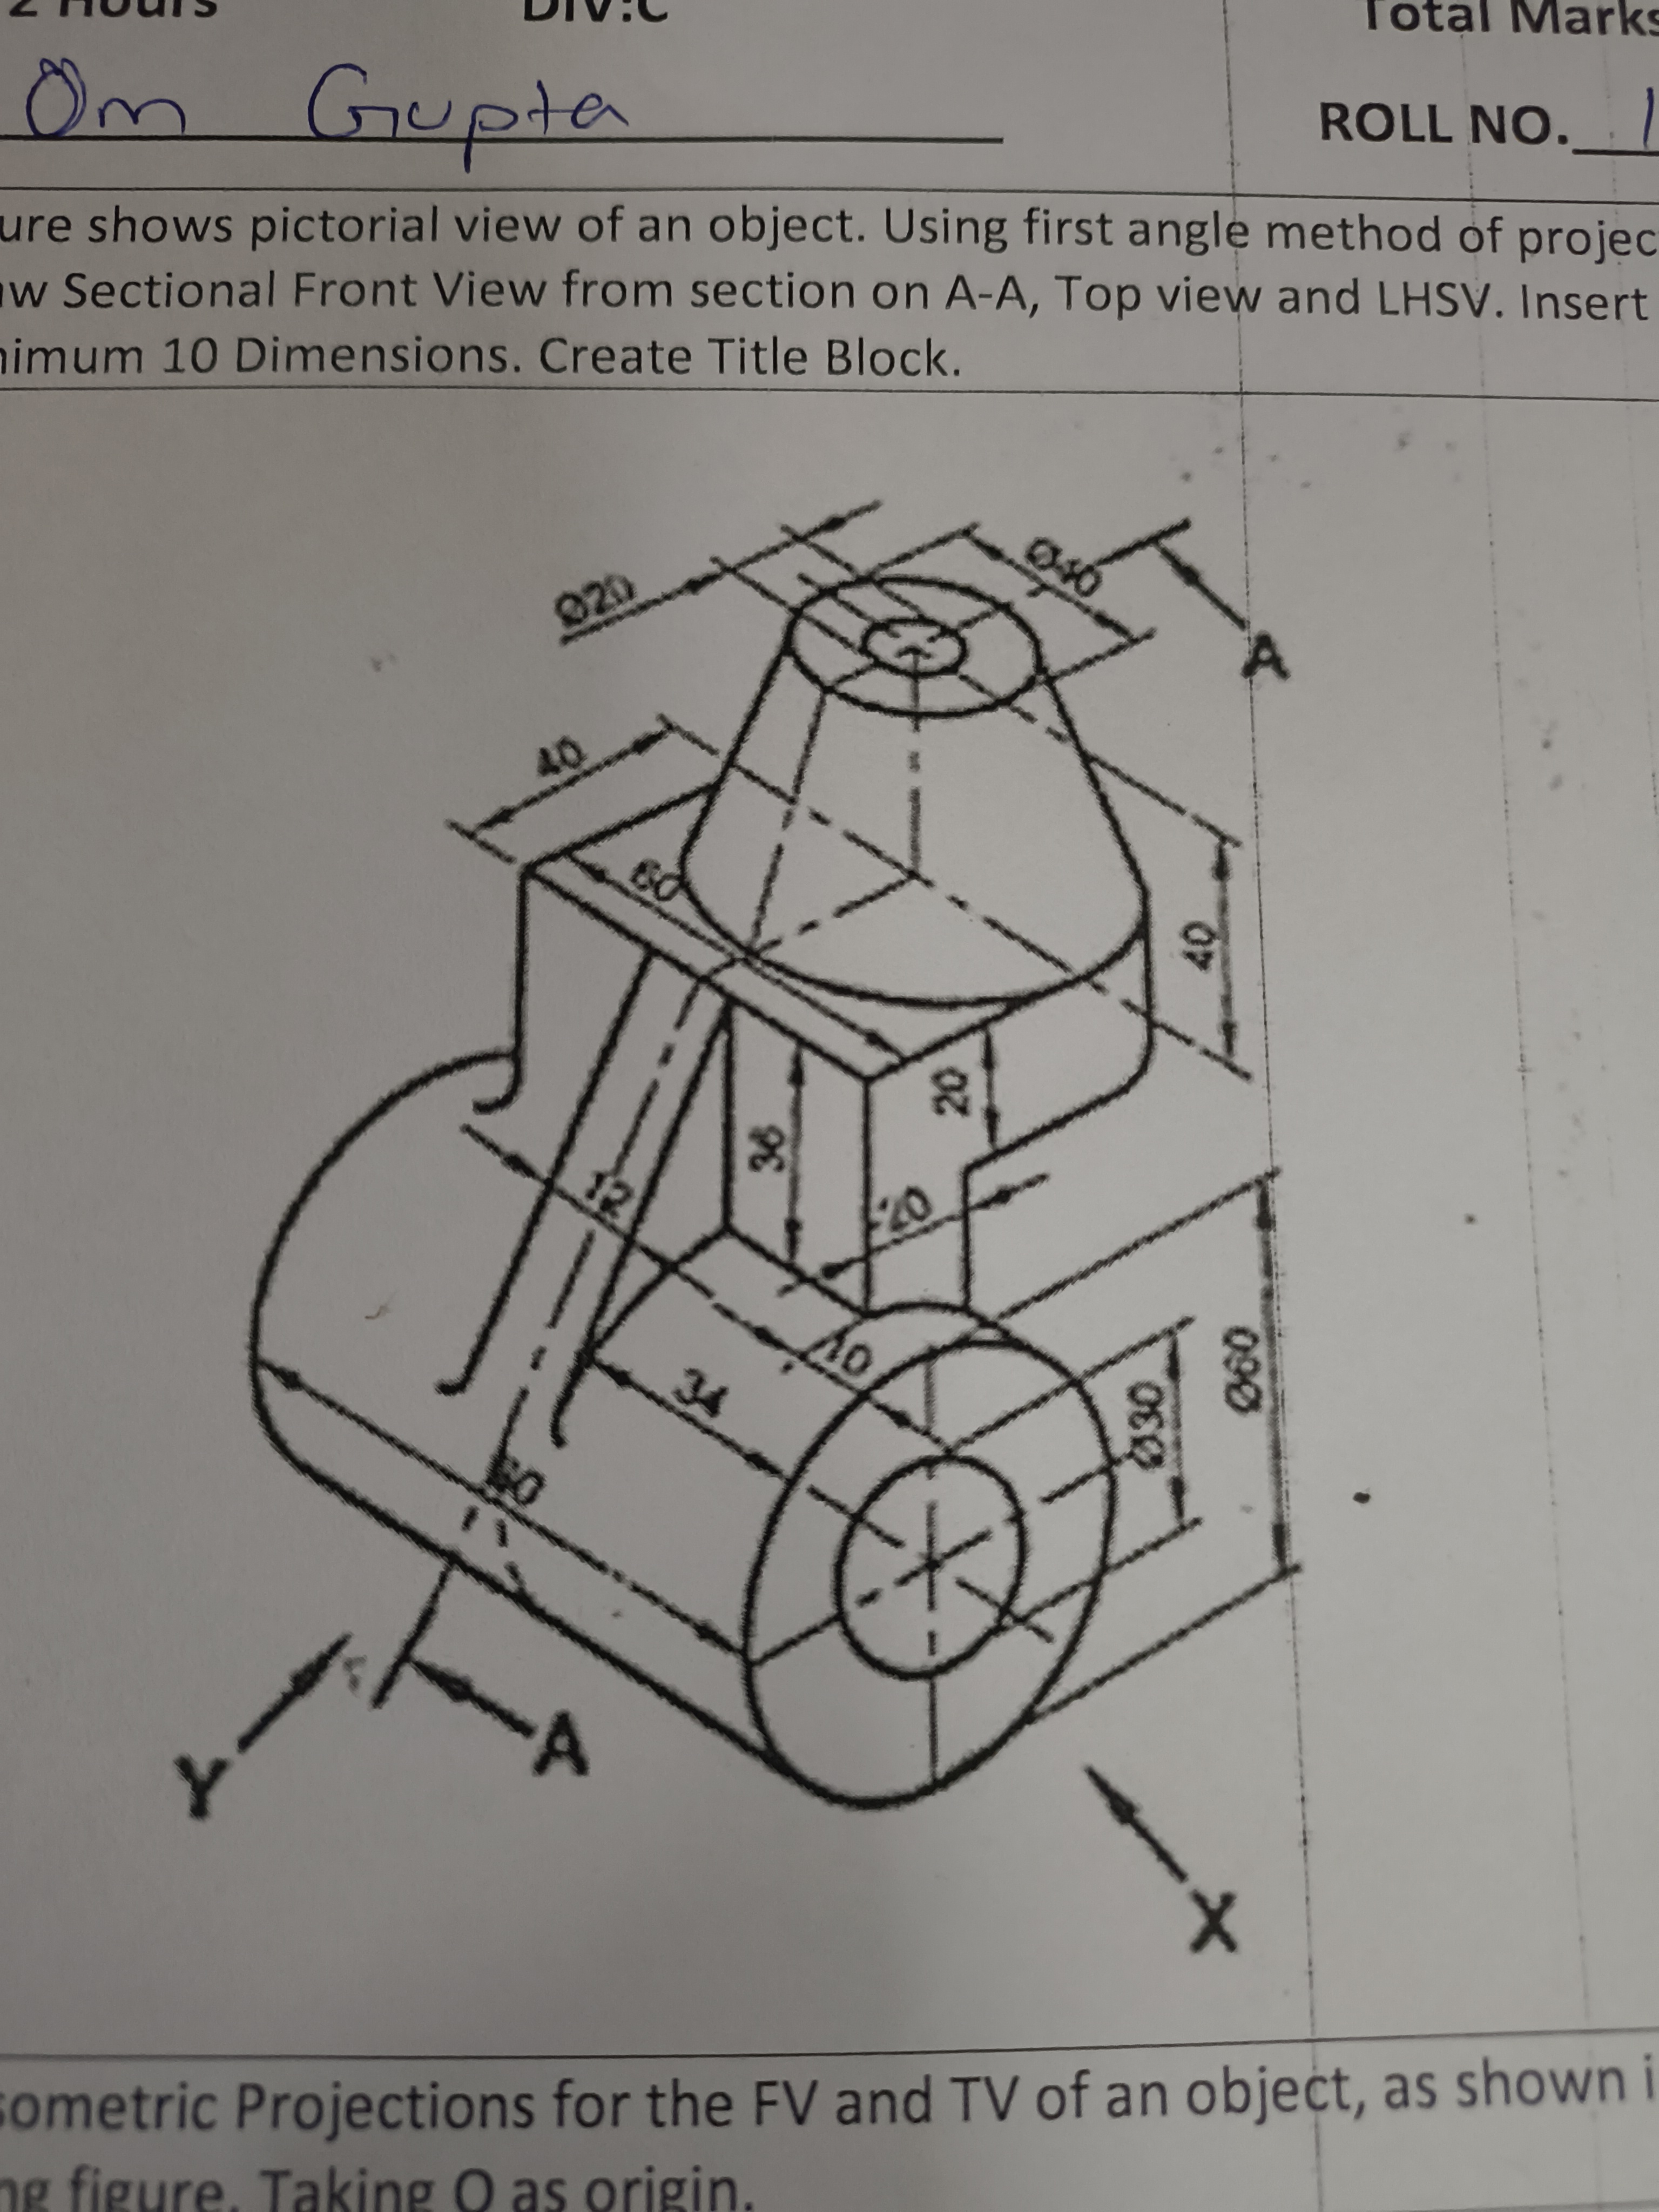 2 Hours DIV:C Total Marks
Om Gupta ROLL NO. 1
ure shows pictorial view of an object. Using first angle method of projec
aw Sectional Front View from section on A-A, Top view and LHSV. Insert
nimum 10 Dimensions. Create Title Block.
Ø20
Ø40
A
40
60
40
20
36
12
20
10
34
Ø30
Ø60
A
Y
X
sometric Projections for the FV and TV of an object, as shown i
ng figure. Taking O as origin.